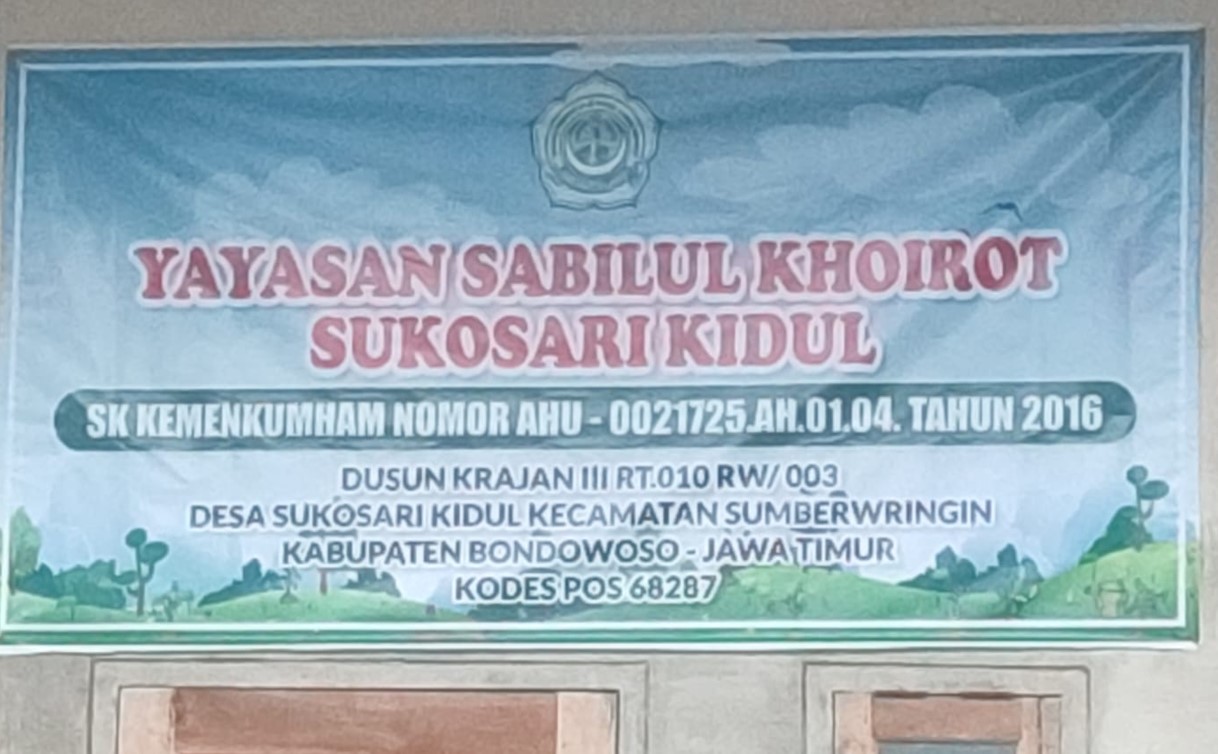 YAYASAN SABILUL KHOIROT
SUKOSARI KIDUL
SK KEMENKUMHAM NOMOR AHU - 0021725.AH.01.04. TAHUN 2016
DUSUN KRAJAN III RT.010 RW/ 003
DESA SUKOSARI KIDUL KECAMATAN SUMBERWRINGIN
KABUPATEN BONDOWOSO - JAWA TIMUR
KODES POS 68287